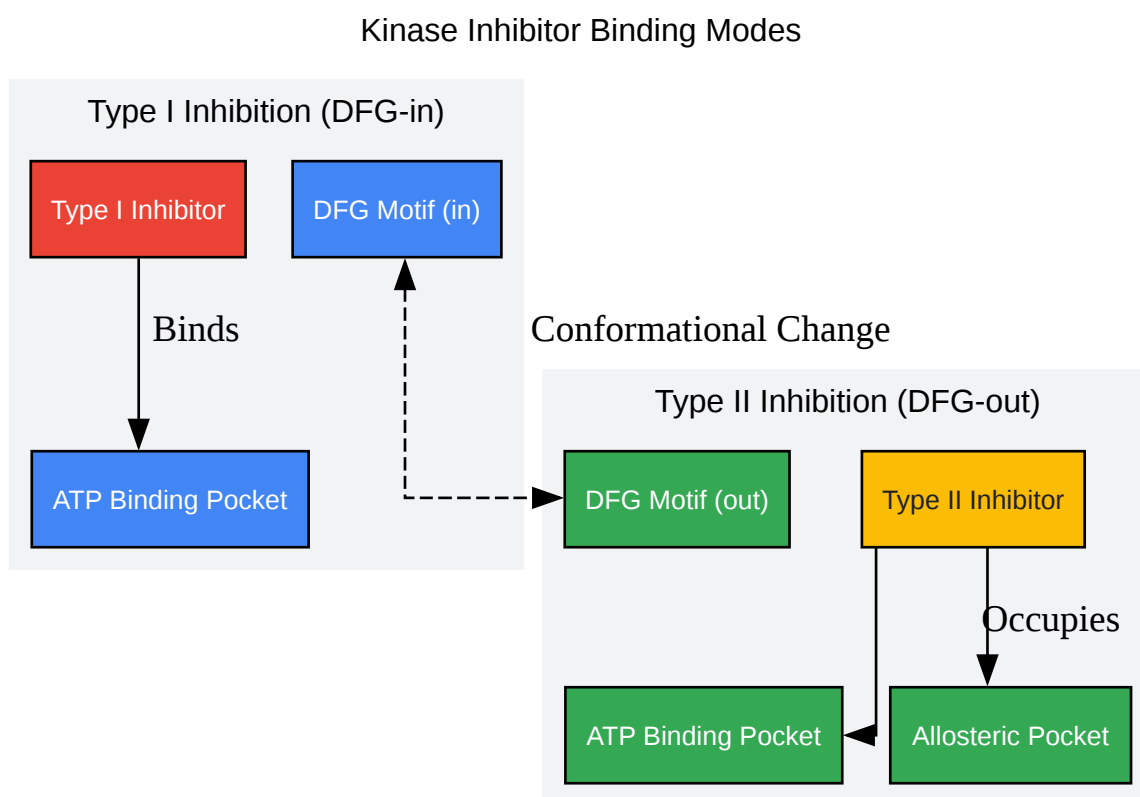 Kinase Inhibitor Binding Modes
Type I Inhibition (DFG-in)
Type I Inhibitor
DFG Motif (in)
Binds
Conformational Change
Type II Inhibition (DFG-out)
ATP Binding Pocket
DFG Motif (out)
Type II Inhibitor
Occupies
ATP Binding Pocket
Allosteric Pocket